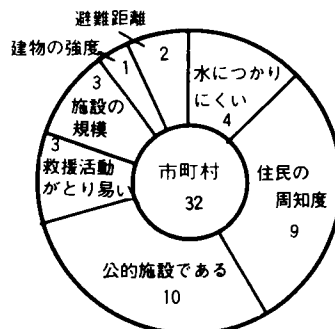 避難距離
2
建物の強度
1
水につかり
にくい
4
3
施設の
規模
住民の
周知度
9
3
救援活動
がとり易い
市町村
32
公的施設である
10